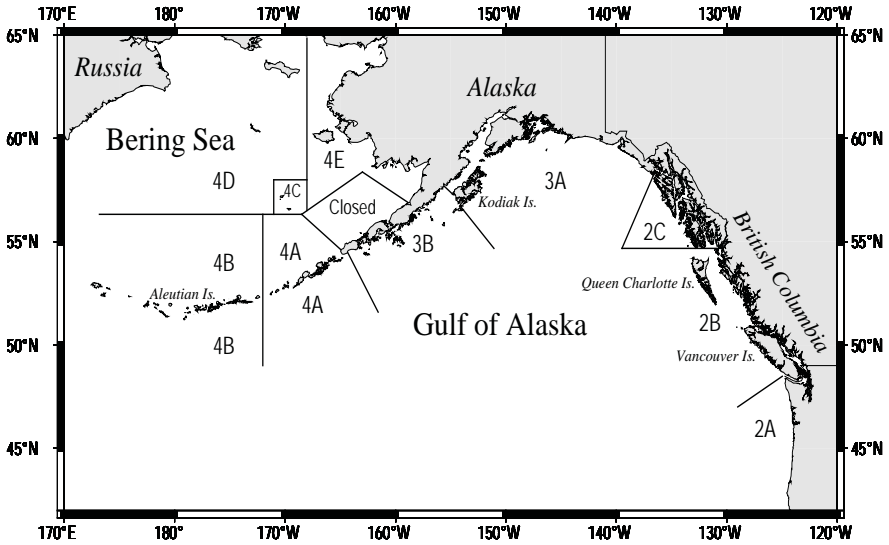 170°E 180° 170°W 160°W 150°W 140°W 130°W 120°W
65°N 65°N
Russia
Alaska
60°N 60°N
Bering Sea
4E
4D 4C 3A
Closed Kodiak Is.
55°N 55°N
British Columbia
2C
3B
4B 4A
Queen Charlotte Is.
Aleutian Is. 4A
2B
Gulf of Alaska
50°N 50°N
4B
Vancouver Is.
2A
45°N 45°N
170°E 180° 170°W 160°W 150°W 140°W 130°W 120°W